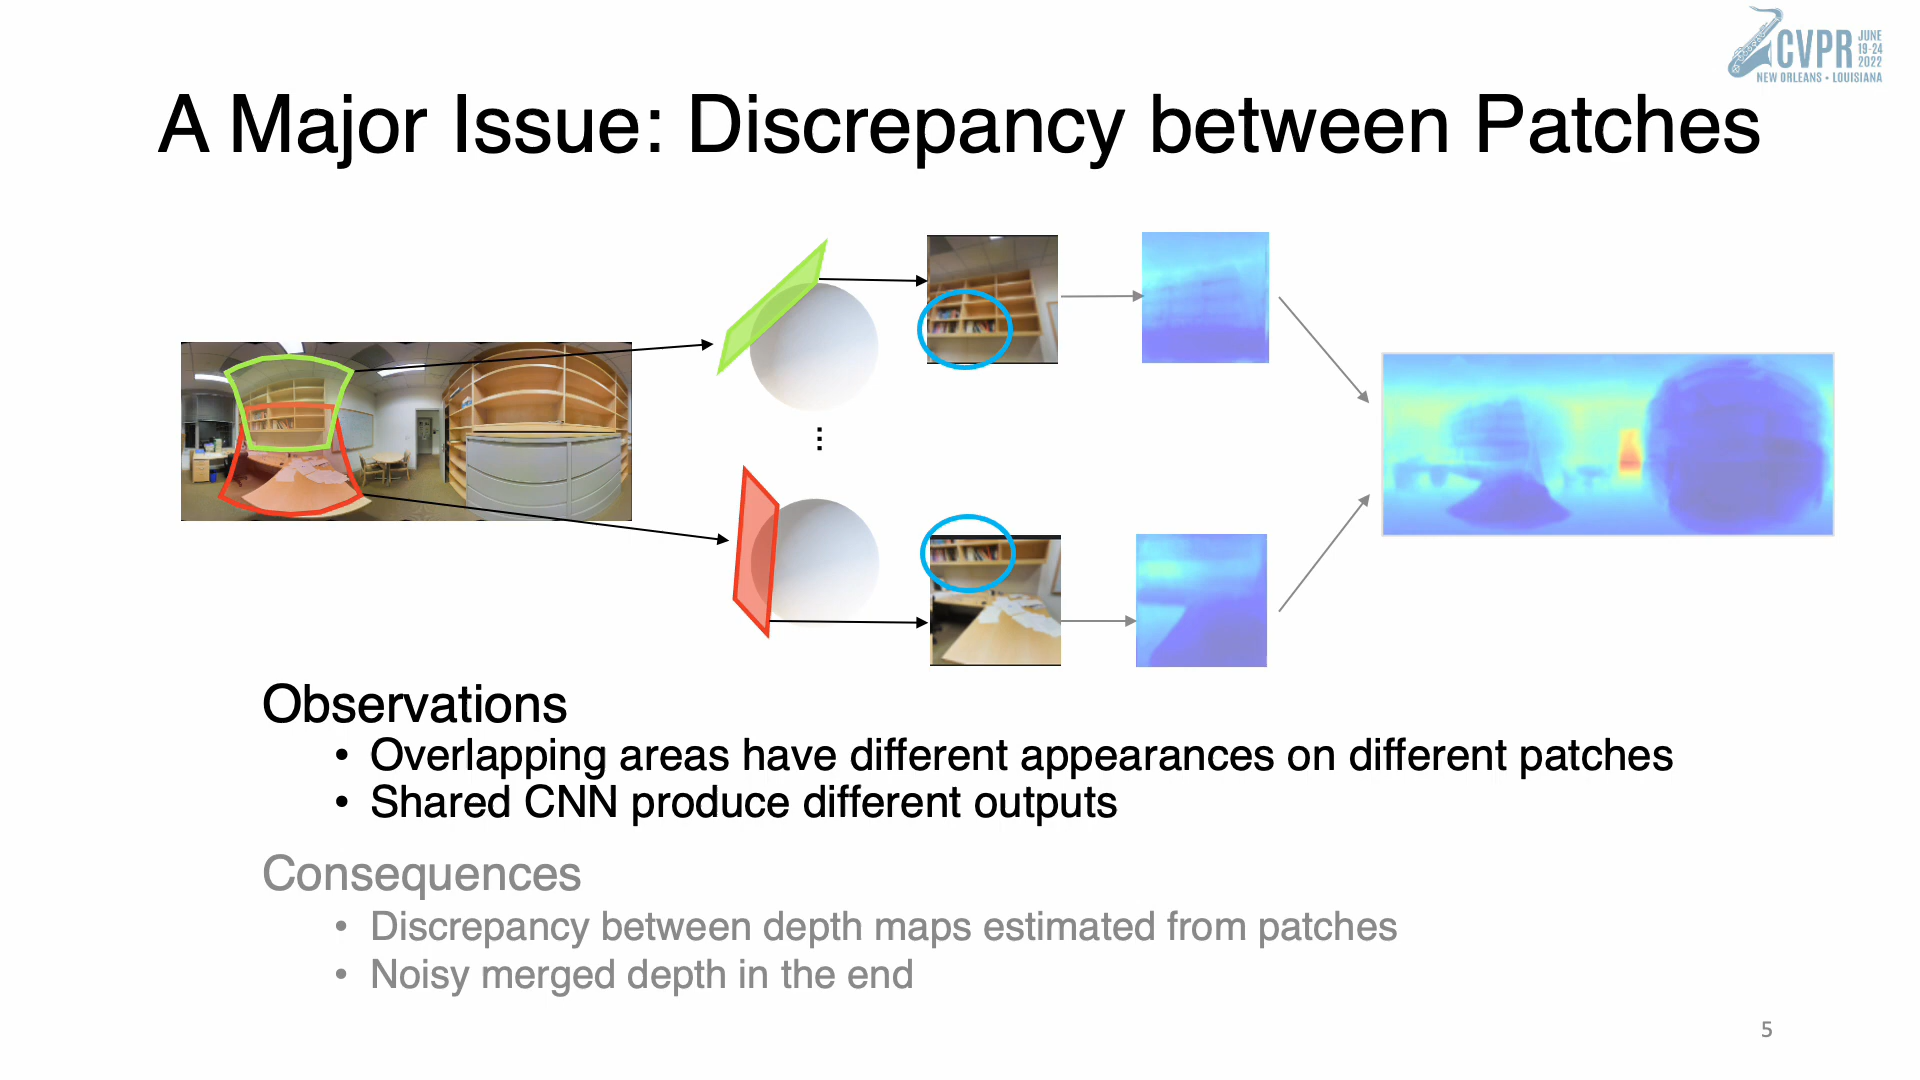 CVPR JUNE
19-24
2022
NEW ORLEANS • LOUISIANA
A Major Issue: Discrepancy between Patches
Observations
• Overlapping areas have different appearances on different patches
• Shared CNN produce different outputs
Consequences
• Discrepancy between depth maps estimated from patches
• Noisy merged depth in the end
5